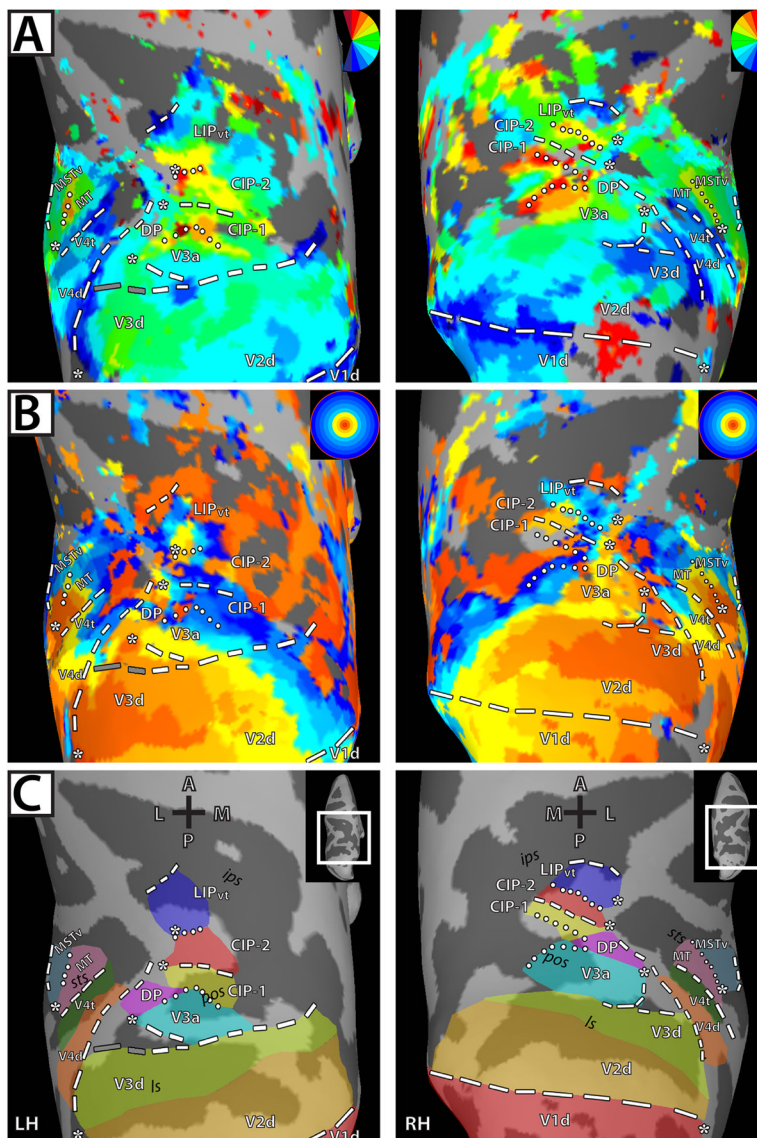 A
LIPvt
MSTv
MT
CIP-2
V4t
DP
CIP-1
V3a
V4d
V3d
V2d
V1d
LIPvt
CIP-2
CIP-1
MSTv
DP
MT
V3a
V4t
V4d
V3d
V2d
V1d
B
LIPvt
MSTv
MT
CIP-2
V4t
DP
CIP-1
V3a
V4d
V3d
V2d
V1d
LIPvt
CIP-2
CIP-1
MSTv
DP
MT
V3a
V4t
V4d
V3d
V2d
V1d
C
A
L M
P
ips
LIPvt
MSTv
MT
sts
CIP-2
V4t
DP
pos
CIP-1
V3a
V4d
V3d
ls
V2d
V1d
LH
A
M L
P
ips
LIPvt
CIP-2
CIP-1
sts
MSTv
DP
MT
pos
V3a
V4t
V4d
ls
V3d
V2d
V1d
RH